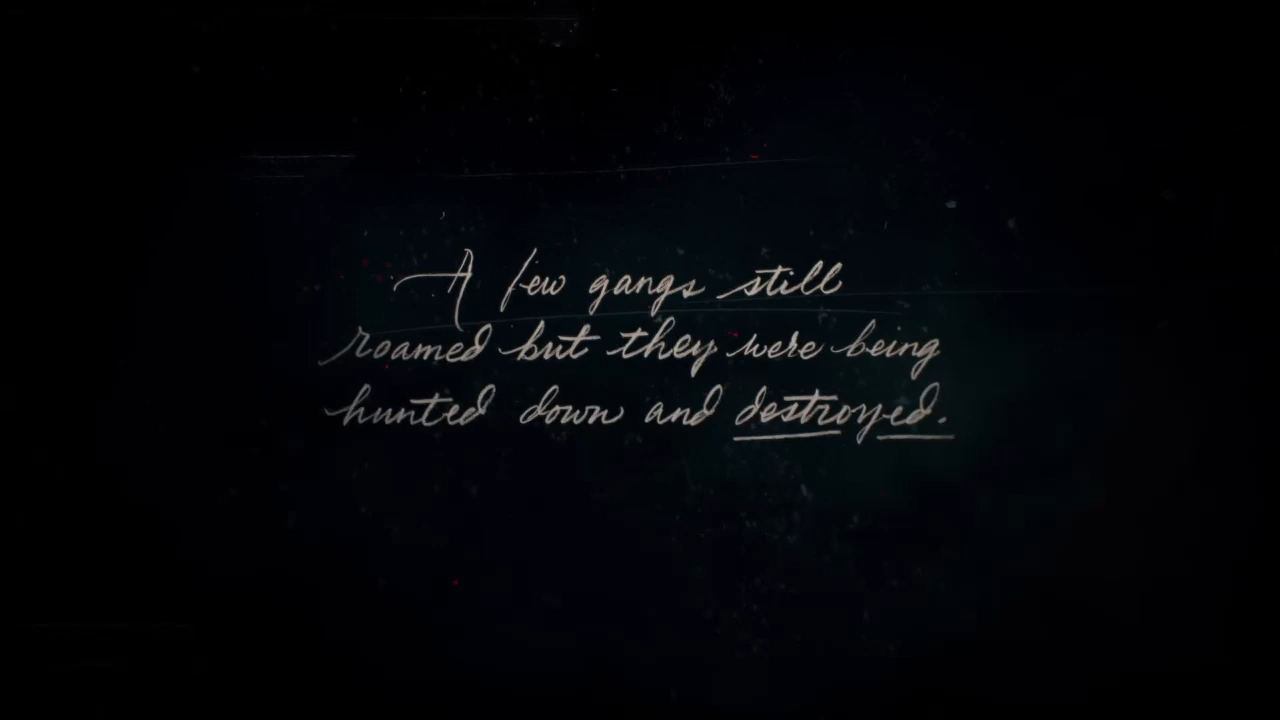 A few gangs still
roamed but they were being
hunted down and destroyed.